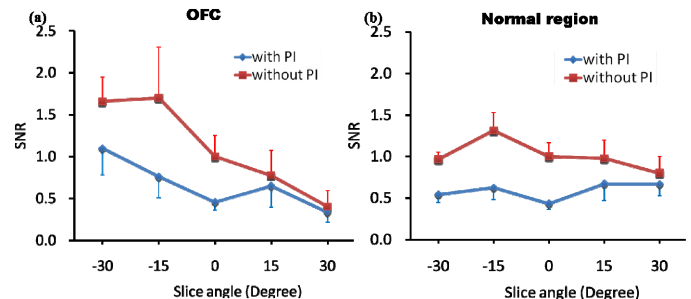 (a)
OFC
2.5
2.0
1.5
1.0
0.5
0.0
SNR
with PI
without PI
-30 -15 0 15 30
Slice angle (Degree)
(b)
Normal region
2.5
2.0
1.5
1.0
0.5
0.0
SNR
with PI
without PI
-30 -15 0 15 30
Slice angle (Degree)